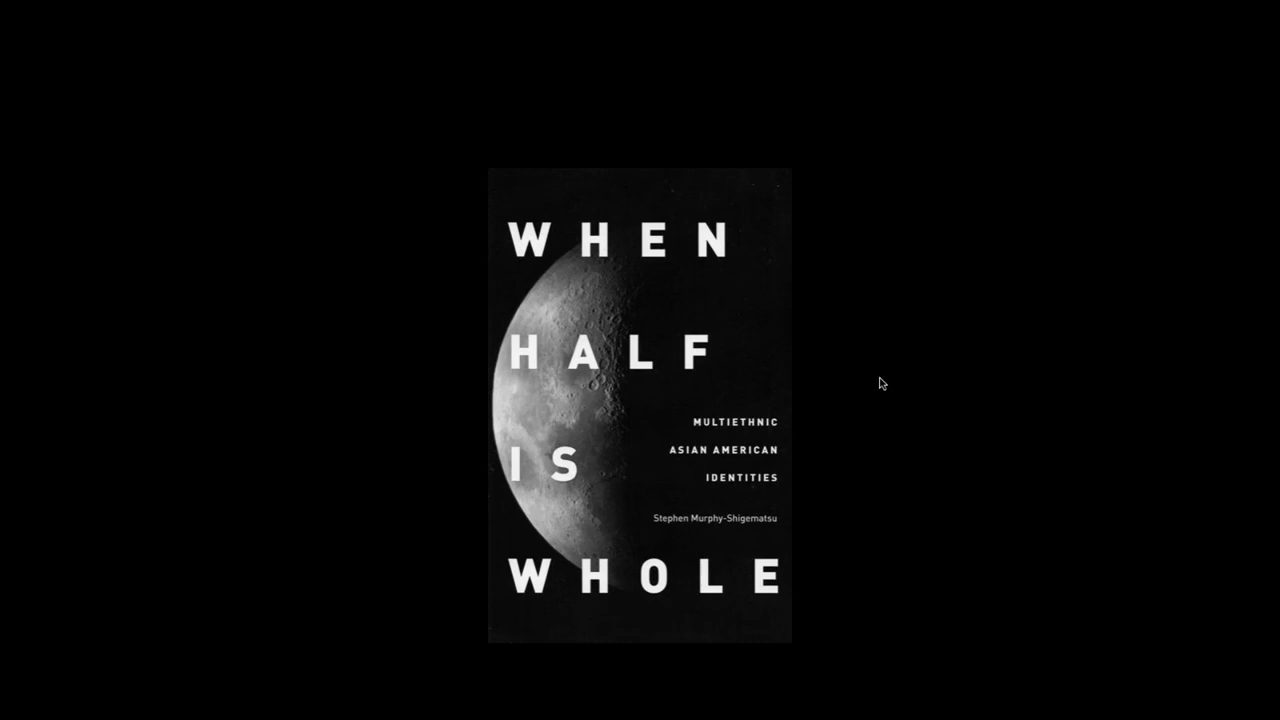 WHEN
HALF
IS
MULTIETHNIC
ASIAN AMERICAN
IDENTITIES
Stephen Murphy-Shigematsu
WHOLE